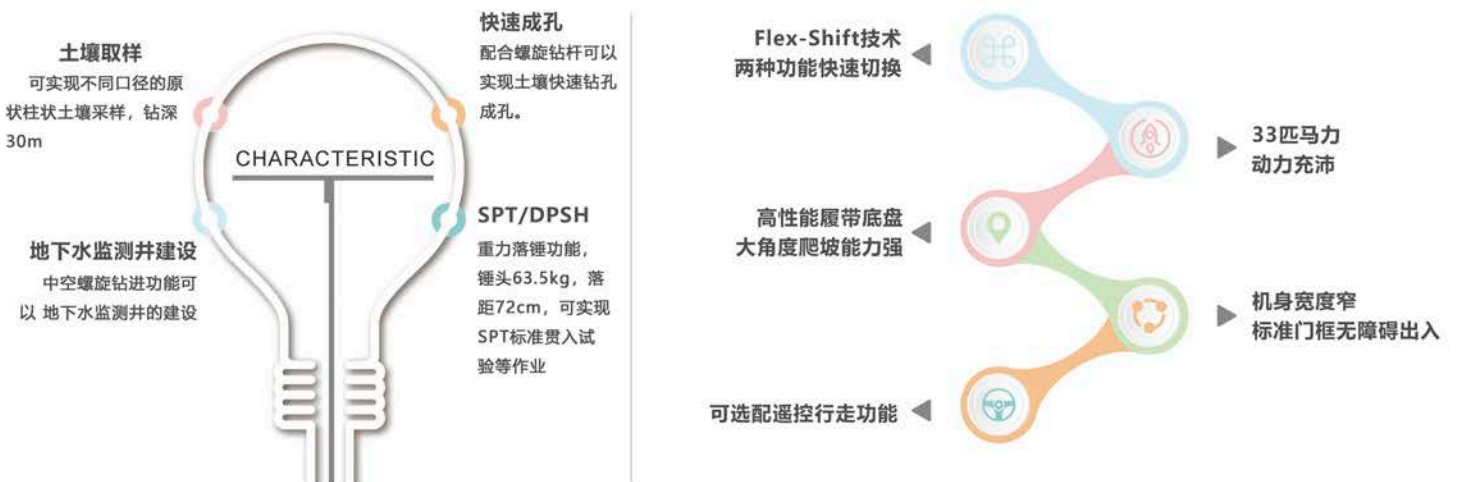 土壤取样
可实现不同口径的原
状柱状土壤采样，钻深
30m
地下水监测井建设
中空螺旋钻进功能可
以 地下水监测井的建设
CHARACTERISTIC
快速成孔
配合螺旋钻杆可以
实现土壤快速钻孔
成孔。
SPT/DPSH
重力落锤功能，
锤头63.5kg，落
距72cm，可实现
SPT标准贯入试
验等作业
Flex-Shift技术
两种功能快速切换
33匹马力
动力充沛
高性能履带底盘
大角度爬坡能力强
机身宽度窄
标准门框无障碍出入
可选配遥控行走功能